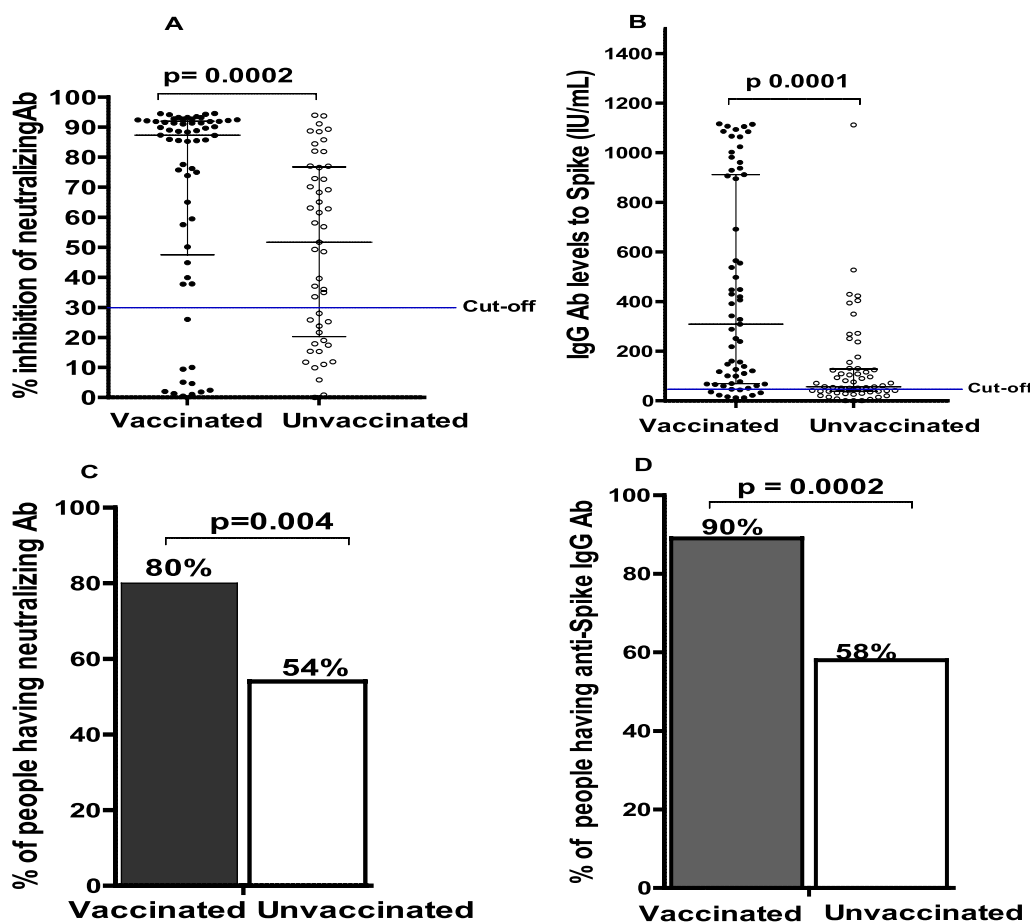 A
p= 0.0002
% inhibition of neutralizingAb
100
90
80
70
60
50
40
30
20
10
0
Cut-off
Vaccinated Unvaccinated
B
p 0.0001
IgG Ab levels to Spike (IU/mL)
1400
1200
1000
800
600
400
200
0
Cut-off
Vaccinated Unvaccinated
C
p=0.004
% of people having neutralizing Ab
100
80
60
40
20
0
80%
54%
Vaccinated Unvaccinated
D
p = 0.0002
% of people having anti-Spike IgG Ab
100
80
60
40
20
0
90%
58%
Vaccinated Unvaccinated